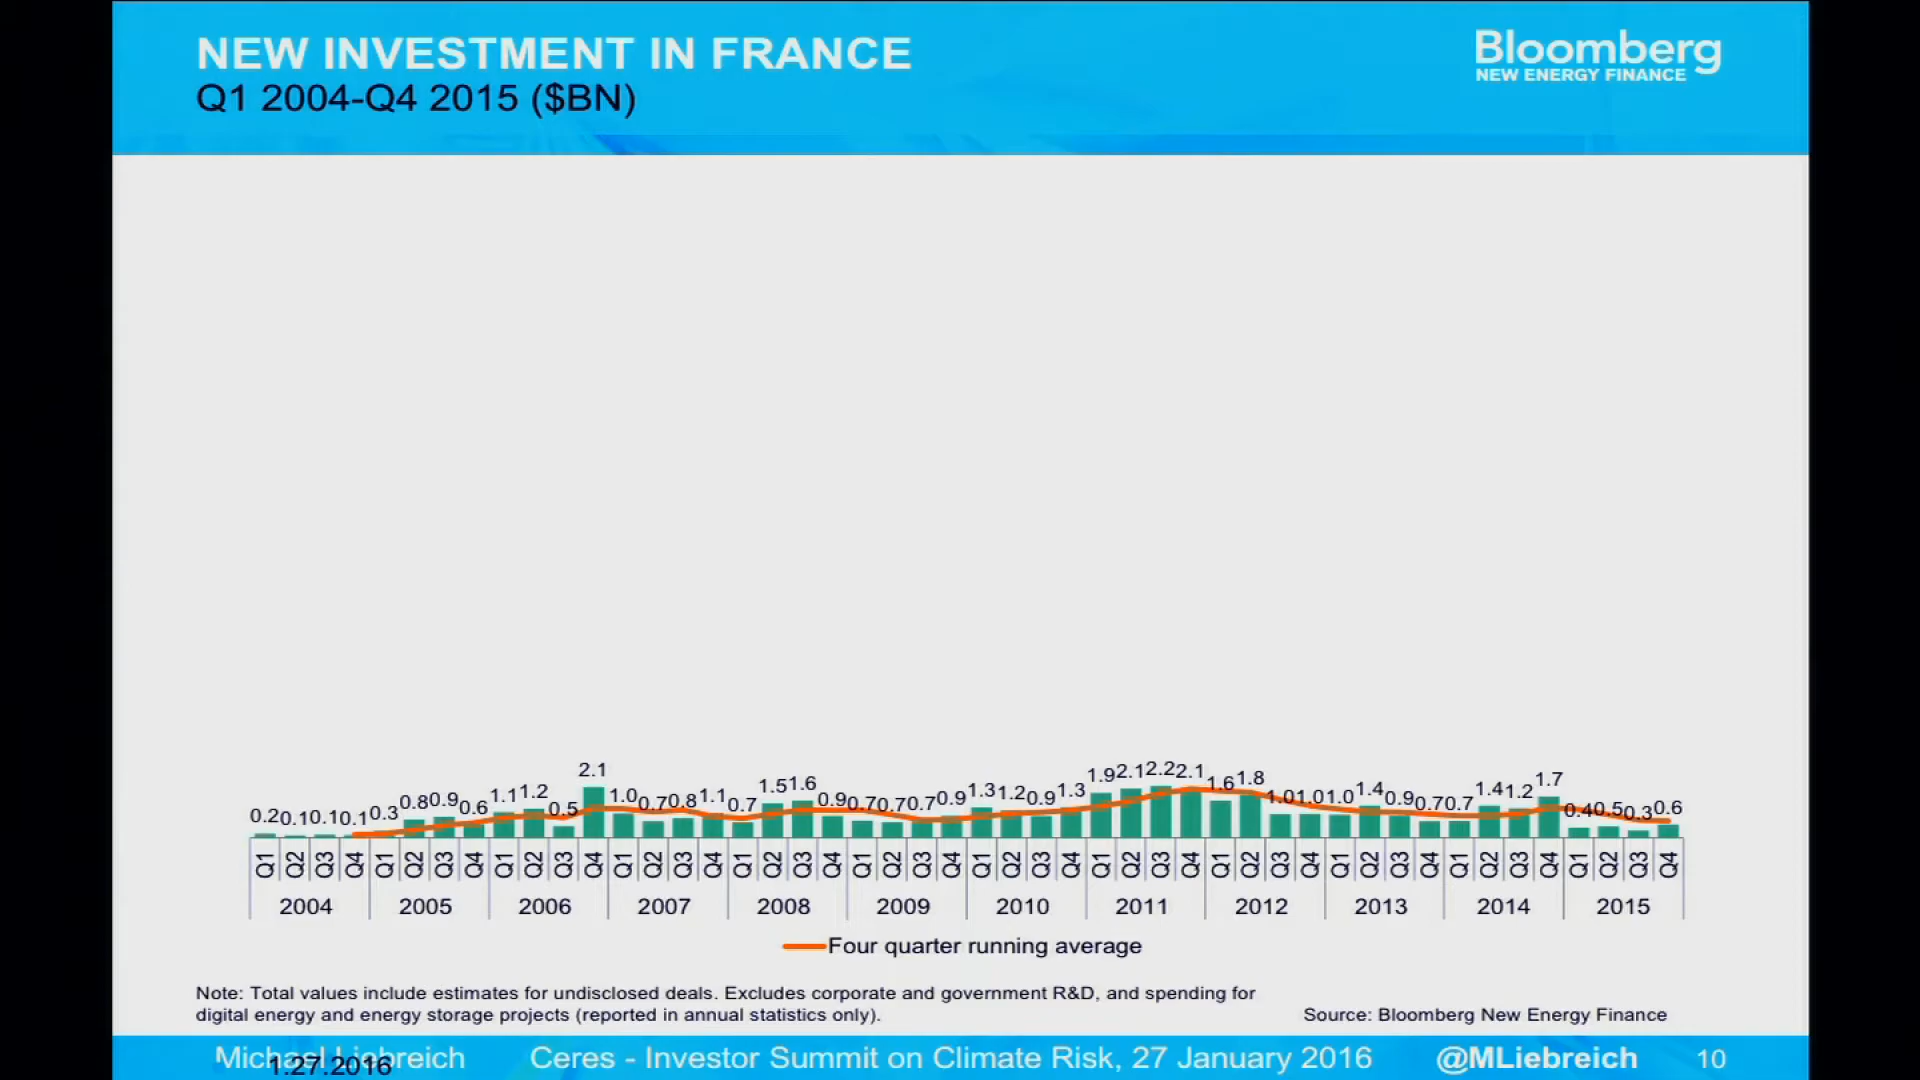 NEW INVESTMENT IN FRANCE
Q1 2004-Q4 2015 ($BN)
Bloomberg
NEW ENERGY FINANCE
0.2 0.1 0.1 0.1 0.3 0.8 0.9 0.6 1.1 1.2 0.5 2.1 1.0 0.7 0.8 1.1 0.7 1.5 1.6 0.9 0.7 0.7 0.7 0.9 1.3 1.2 0.9 1.3 1.9 2.1 2.2 2.1 1.6 1.8 1.0 1.0 1.0 1.4 0.9 0.7 0.7 1.4 1.2 1.7 0.4 0.5 0.3 0.6
Q1 Q2 Q3 Q4 Q1 Q2 Q3 Q4 Q1 Q2 Q3 Q4 Q1 Q2 Q3 Q4 Q1 Q2 Q3 Q4 Q1 Q2 Q3 Q4 Q1 Q2 Q3 Q4 Q1 Q2 Q3 Q4 Q1 Q2 Q3 Q4 Q1 Q2 Q3 Q4 Q1 Q2 Q3 Q4 Q1 Q2 Q3 Q4
2004 2005 2006 2007 2008 2009 2010 2011 2012 2013 2014 2015
Four quarter running average
Note: Total values include estimates for undisclosed deals. Excludes corporate and government R&D, and spending for
digital energy and energy storage projects (reported in annual statistics only).
Source: Bloomberg New Energy Finance
Michael Liebreich
1.27.2016
Ceres - Investor Summit on Climate Risk, 27 January 2016
@MLiebreich
10